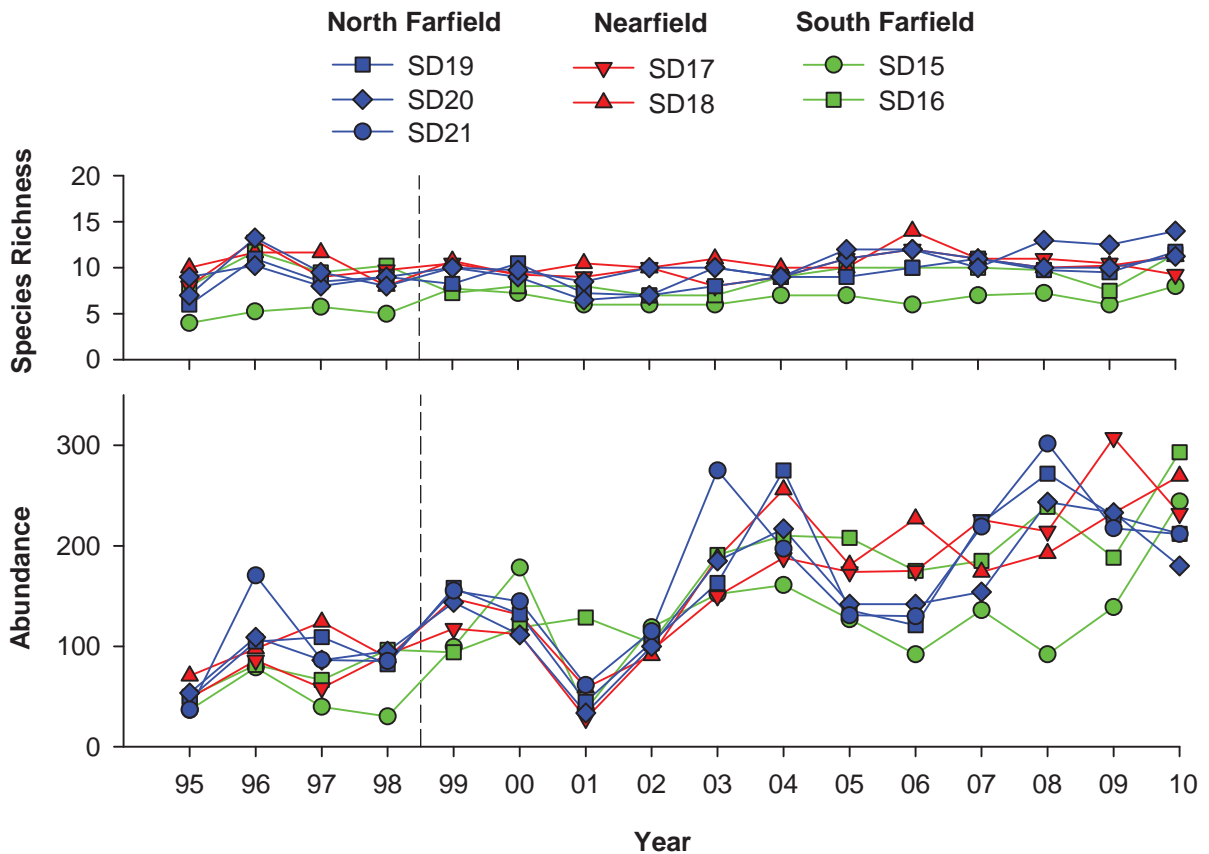 North Farfield Nearfield South Farfield
SD19 SD17 SD15
SD20 SD18 SD16
SD21
Species Richness
20
15
10
5
0
Abundance
300
200
100
0
95 96 97 98 99 00 01 02 03 04 05 06 07 08 09 10
Year